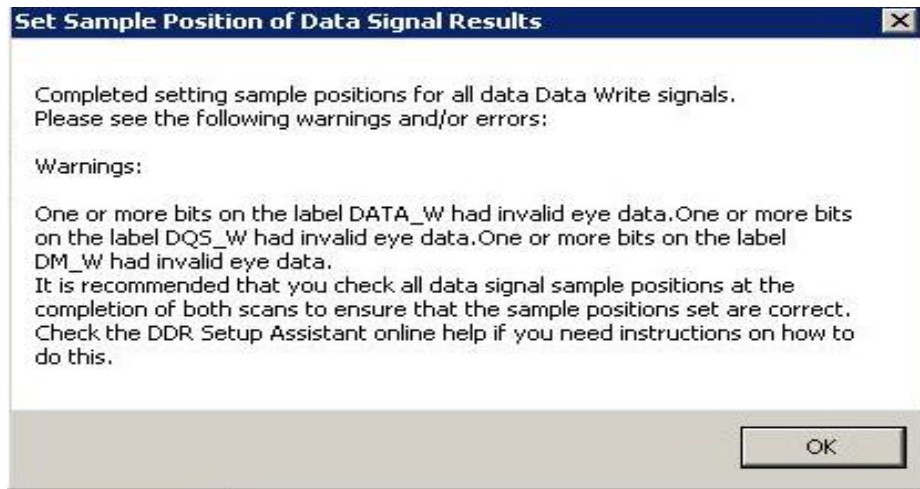 Set Sample Position of Data Signal Results
Completed setting sample positions for all data Data Write signals.
Please see the following warnings and/or errors:
Warnings:
One or more bits on the label DATA_W had invalid eye data.One or more bits
on the label DQS_W had invalid eye data.One or more bits on the label
DM_W had invalid eye data.
It is recommended that you check all data signal sample positions at the
completion of both scans to ensure that the sample positions set are correct.
Check the DDR Setup Assistant online help if you need instructions on how to
do this.
OK